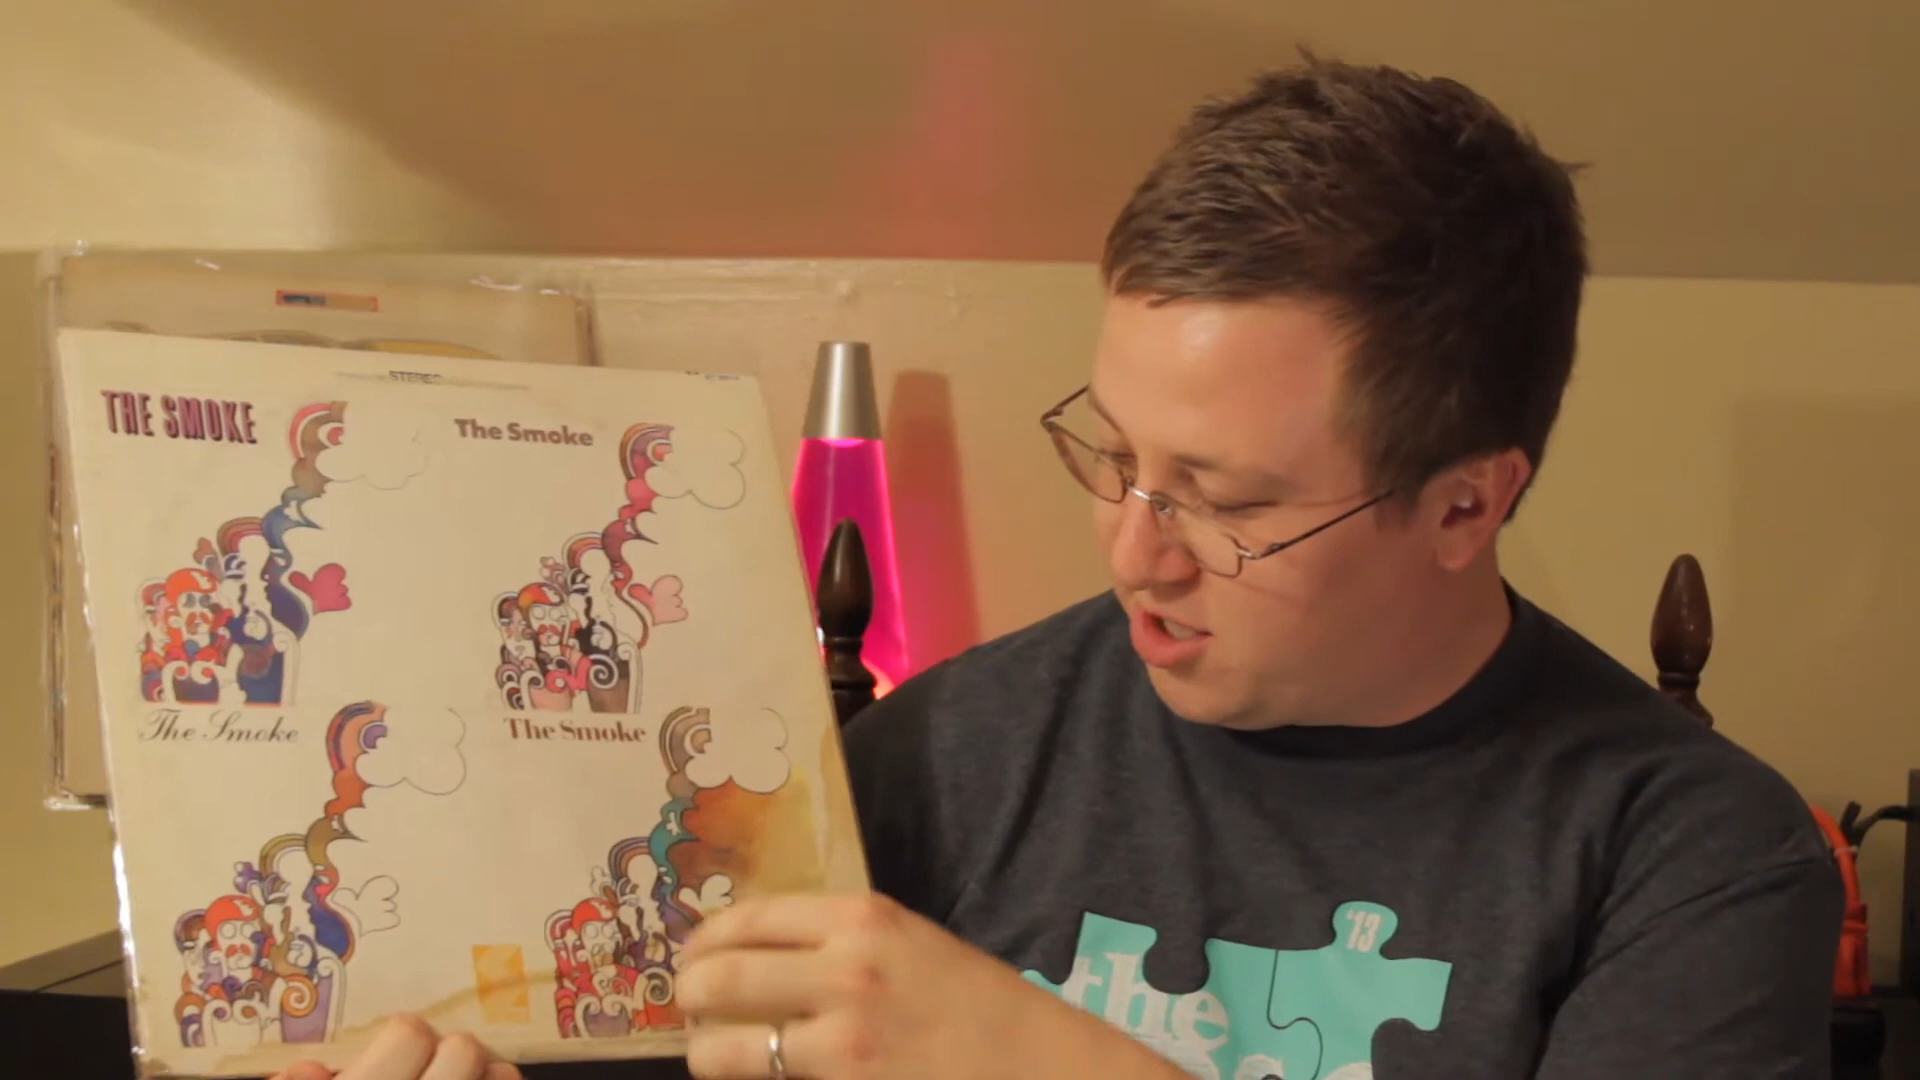 STEREO
THE SMOKE
The Smoke
The Smoke
The Smoke
'13
the